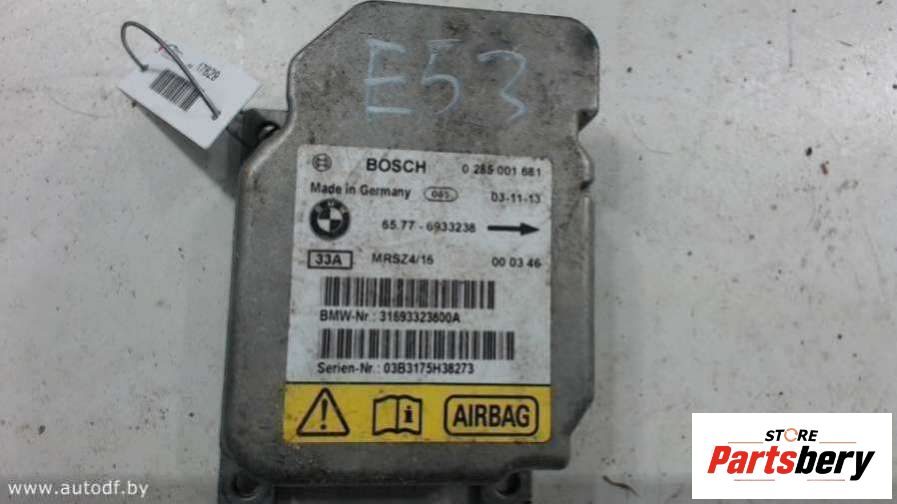 17829
E53
BOSCH 0 285 001 681
Made in Germany 03-11-13
65.77 - 6933238
33A MRSZ4/16 00 03 46
BMW-Nr.: 31693323800A
Serien-Nr.: 03B3175H38273
AIRBAG
www.autodf.by
STORE
Partsbery